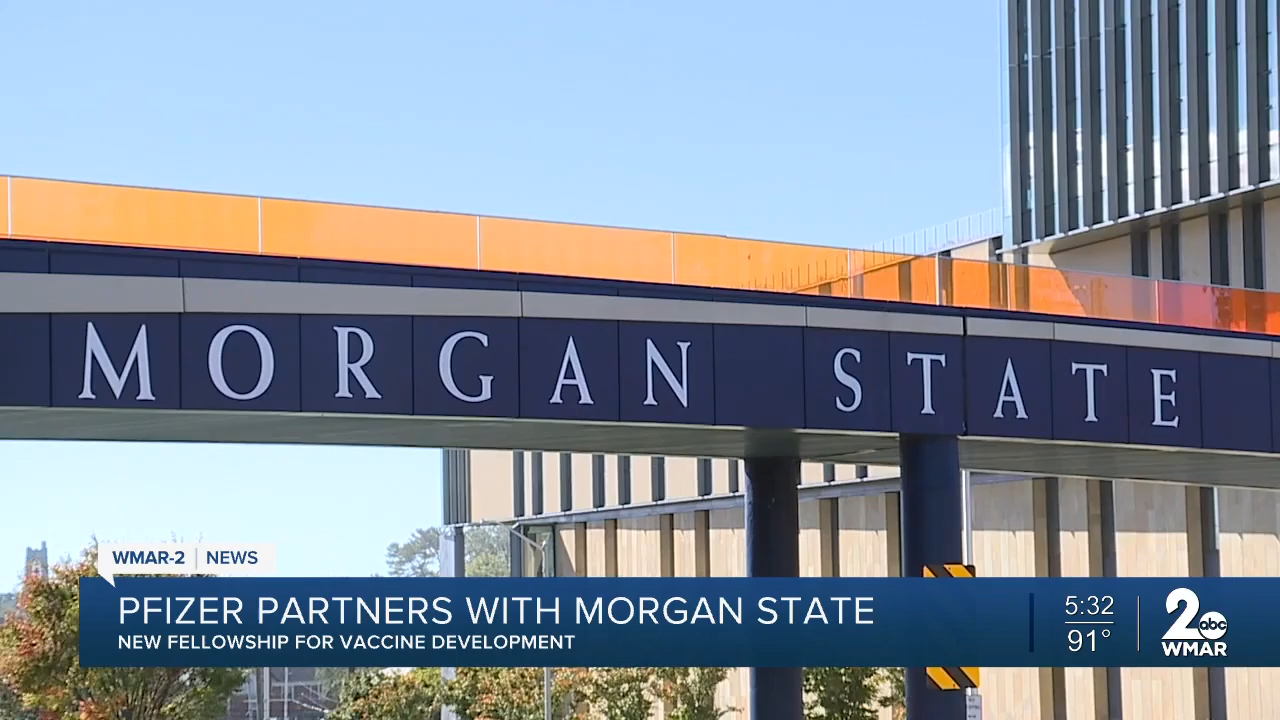 MORGAN STATE
WMAR-2 | NEWS
PFIZER PARTNERS WITH MORGAN STATE
NEW FELLOWSHIP FOR VACCINE DEVELOPMENT
5:32
91°
2 abc
WMAR